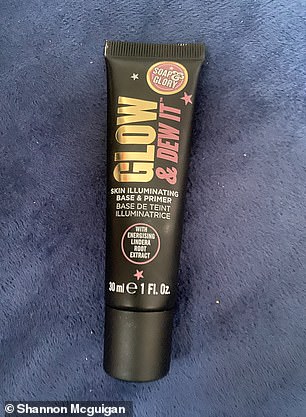 SOAP &
GLORY
GLOW
& DEW IT™
SKIN ILLUMINATING
BASE & PRIMER
BASE DE TEINT
ILLUMINATRICE
WITH
ENERGISING
LINDERA
ROOT
EXTRACT
30 ml e 1 Fl. Oz.
© Shannon Mcguigan